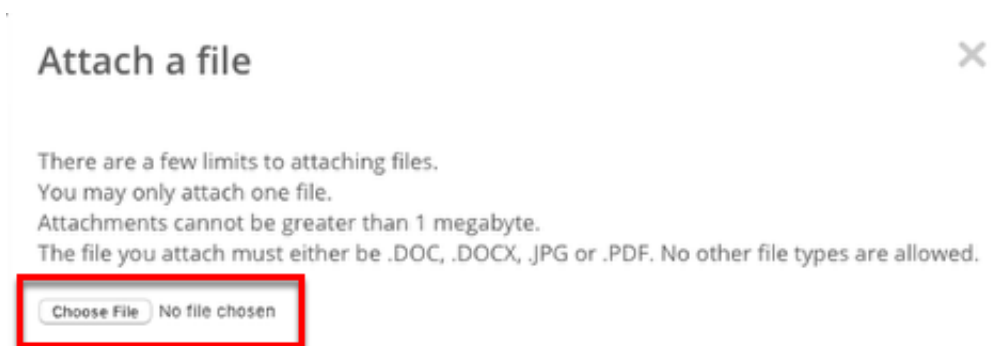 Attach a file
There are a few limits to attaching files.
You may only attach one file.
Attachments cannot be greater than 1 megabyte.
The file you attach must either be .DOC, .DOCX, .JPG or .PDF. No other file types are allowed.
Choose File No file chosen